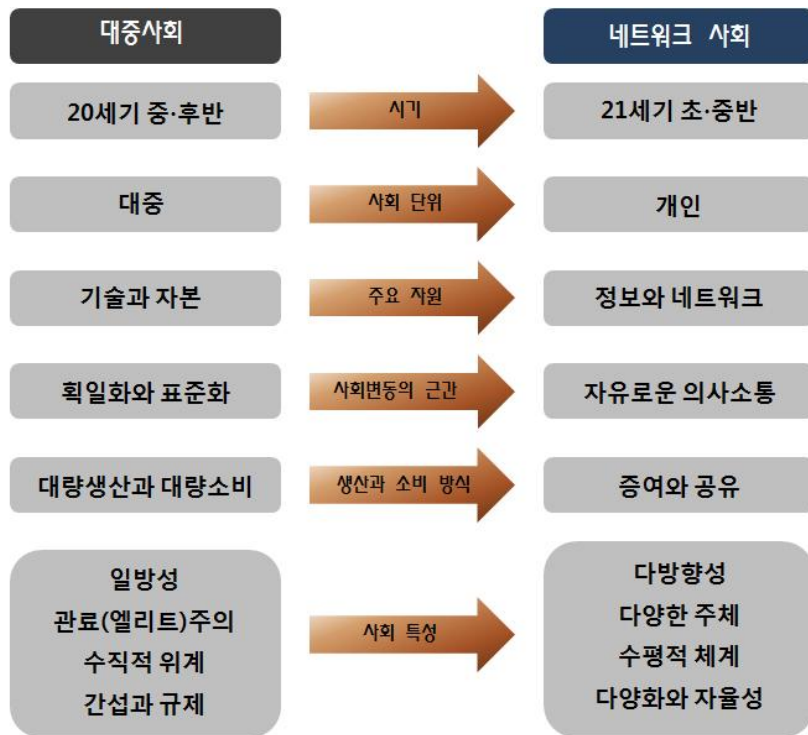 대중사회
네트워크 사회
20세기 중·후반
시기
21세기 초·중반
대중
사회 단위
개인
기술과 자본
주요 자원
정보와 네트워크
획일화와 표준화
사회변동의 근간
자유로운 의사소통
대량생산과 대량소비
생산과 소비 방식
증여와 공유
일방성
관료(엘리트)주의
수직적 위계
간섭과 규제
사회 특성
다방향성
다양한 주체
수평적 체계
다양화와 자율성